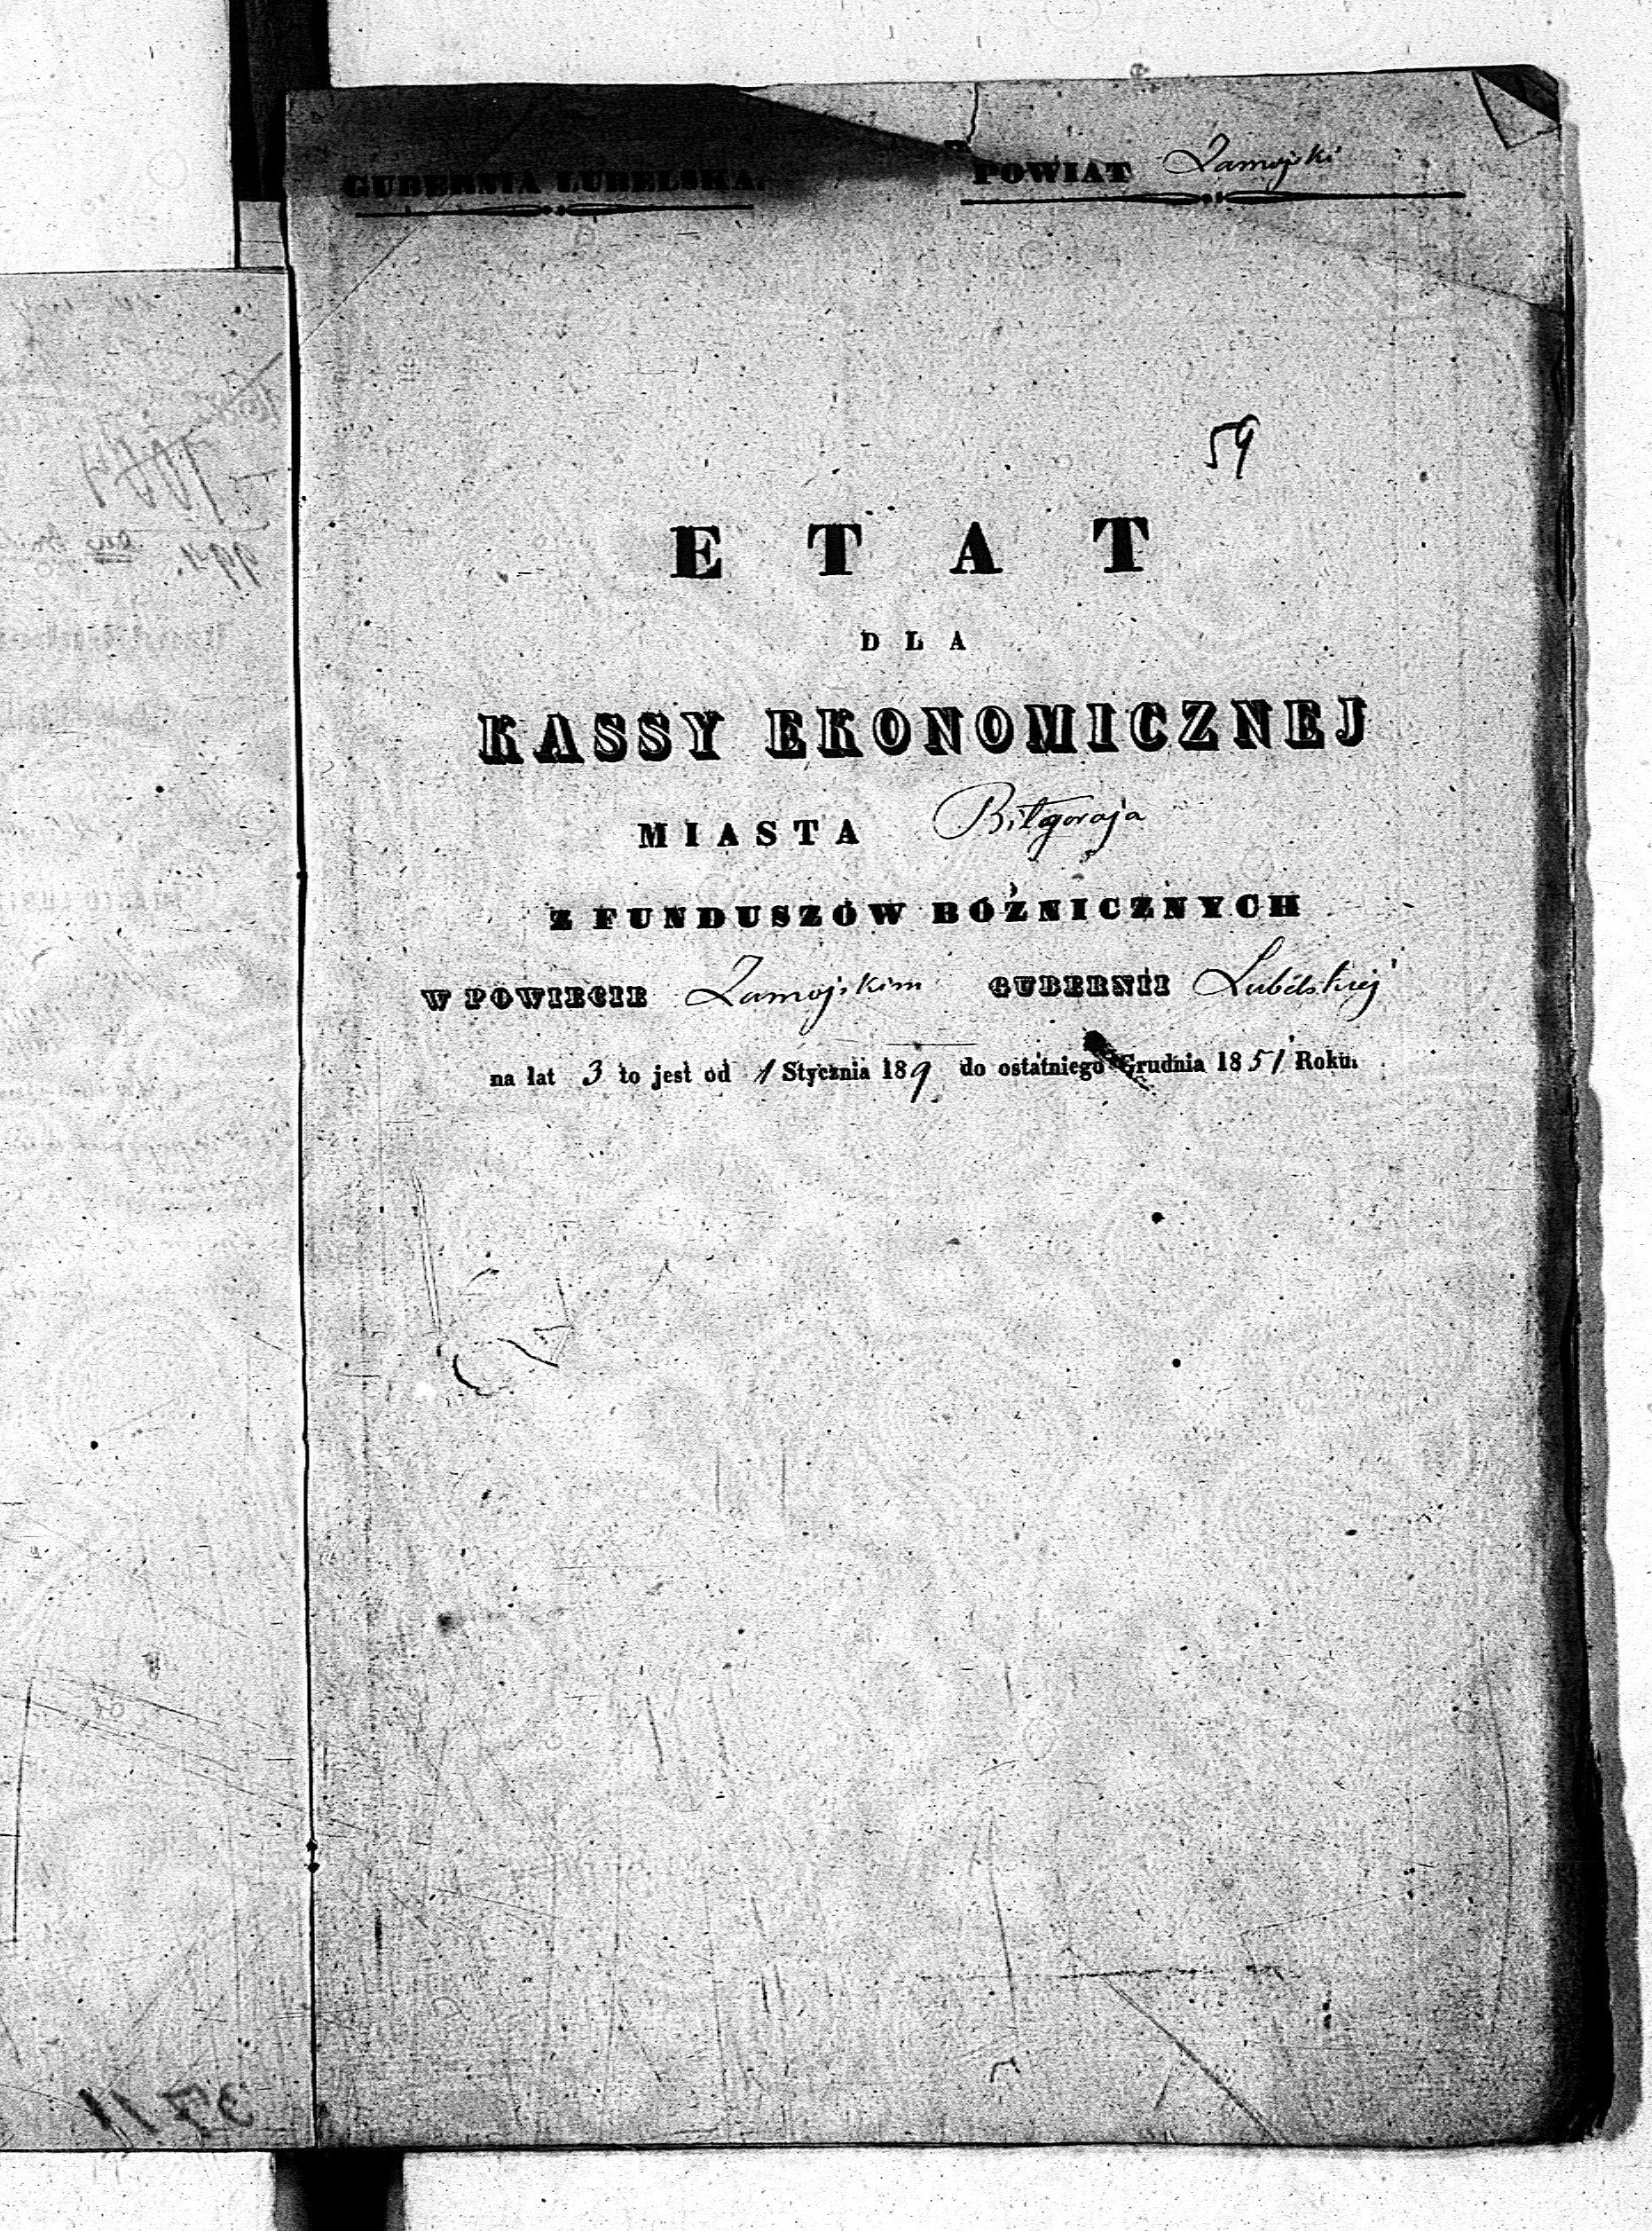 GUBERNIA LUBELSKA. POWIAT Zamojski
59
ETAT
DLA
KASSY EKONOMICZNEJ
MIASTA Biłgoraja
Z FUNDUSZÓW BÓŻNICZNYCH
W POWIECIE Zamojskim GUBERNII Lubelskiej
na lat 3 to jest od 1 Stycznia 189 do ostatniego Grudnia 1851 Roku.